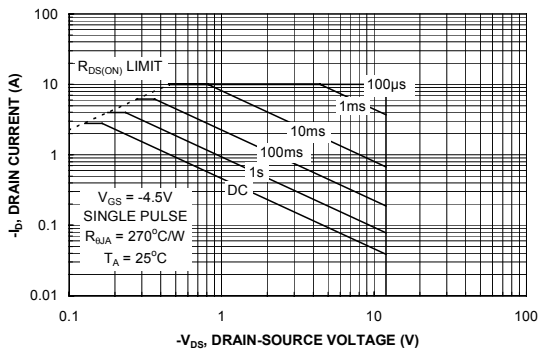 100
10
1
0.1
0.01
-I_D, DRAIN CURRENT (A)
R_DS(ON) LIMIT
100µs
1ms
10ms
100ms
1s
DC
V_GS = -4.5V
SINGLE PULSE
R_θJA = 270°C/W
T_A = 25°C
0.1
1
10
100
-V_DS, DRAIN-SOURCE VOLTAGE (V)